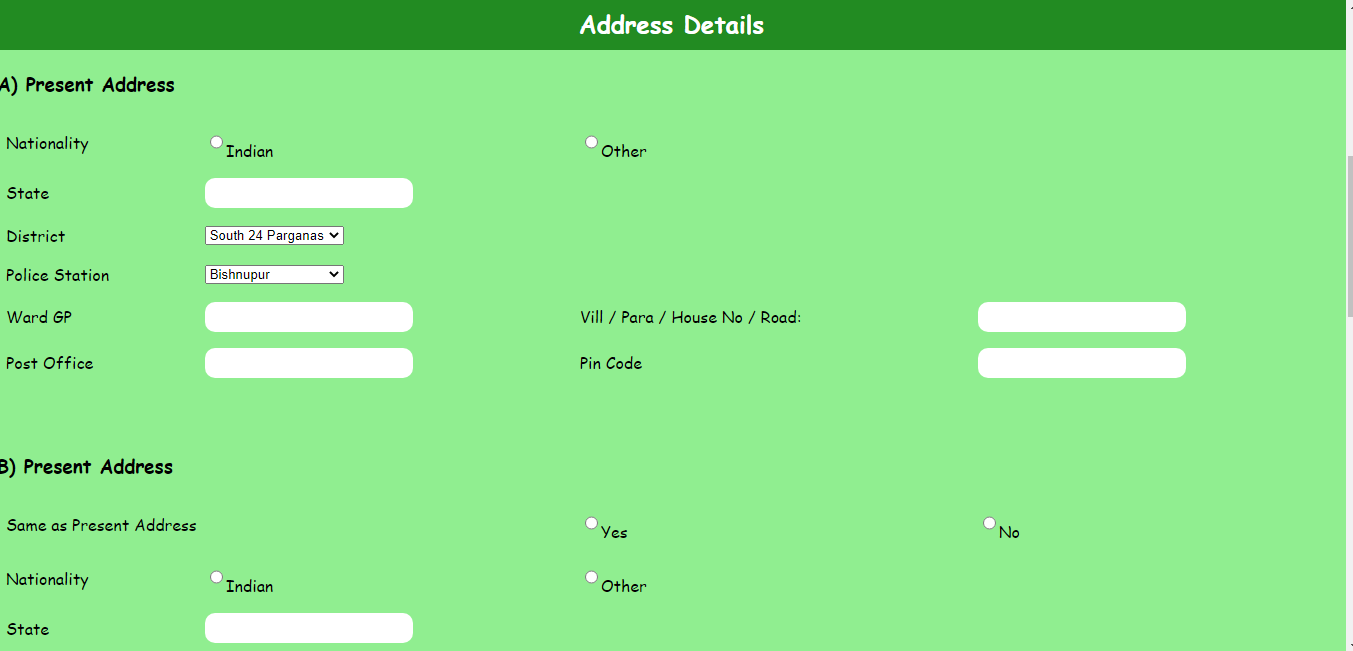 Address Details
A) Present Address
Nationality Indian Other
State
District South 24 Parganas
Police Station Bishnupur
Ward GP Vill / Para / House No / Road:
Post Office Pin Code
B) Present Address
Same as Present Address Yes No
Nationality Indian Other
State